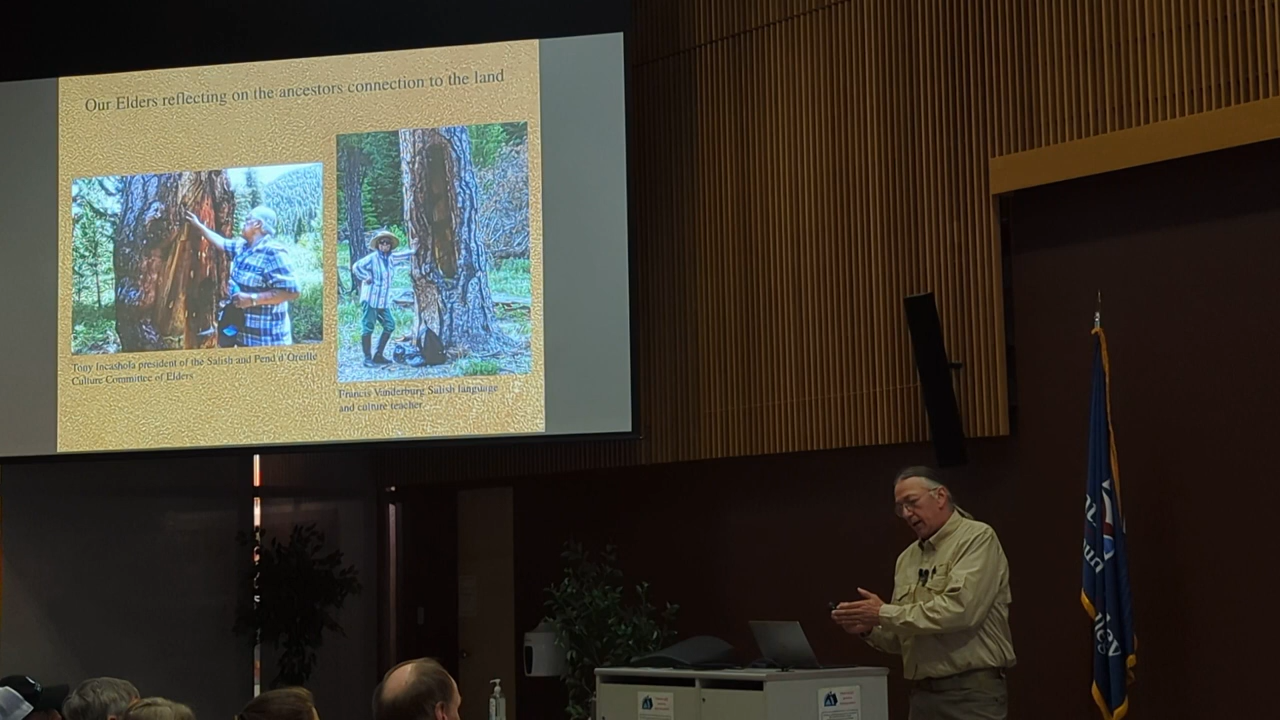 Our Elders reflecting on the ancestors connection to the land
Tony Incashola president of the Salish and Pend d'Oreille
Culture Committee of Elders
Francis Vanderburg Salish language
and culture teacher.